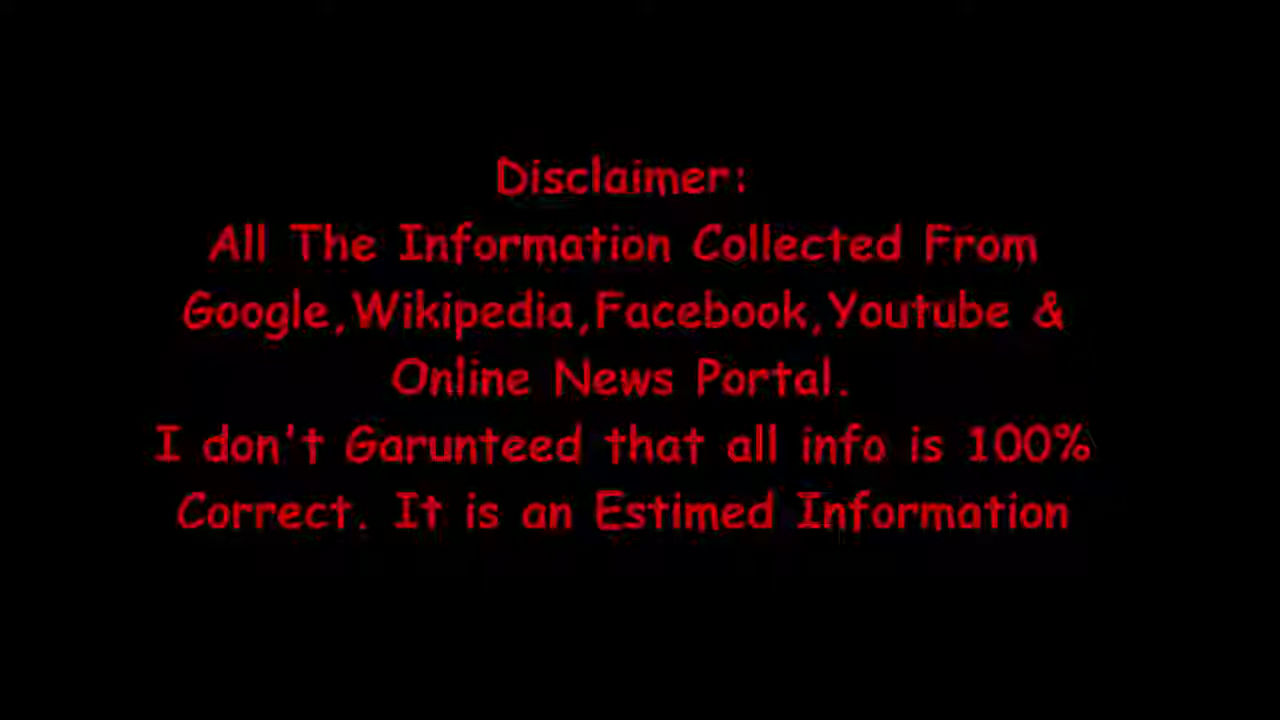 Disclaimer:
All The Information Collected From
Google,Wikipedia,Facebook,Youtube &
Online News Portal.
I don't Garunteed that all info is 100%
Correct. It is an Estimed Information